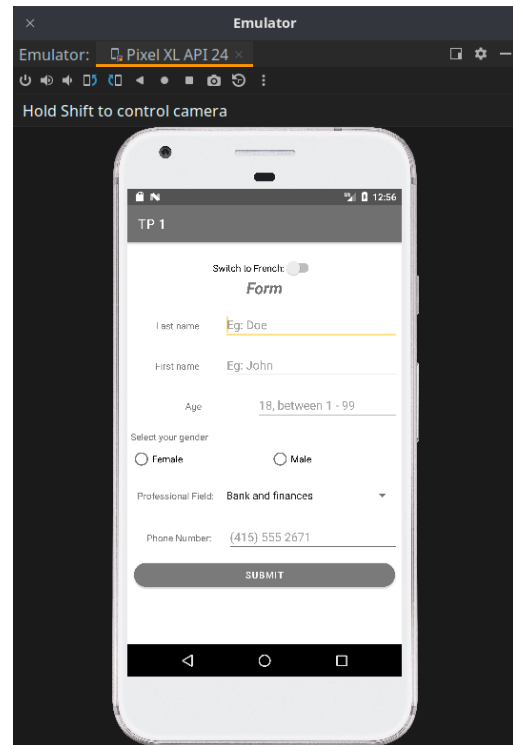 Emulator
Emulator: Pixel XL API 24
Hold Shift to control camera
12:56
TP 1
Switch to French:
Form
Last name Eg: Doe
First name Eg: John
Age 18, between 1 - 99
Select your gender
Female Male
Professional Field: Bank and finances
Phone Number: (415) 555 2671
SUBMIT